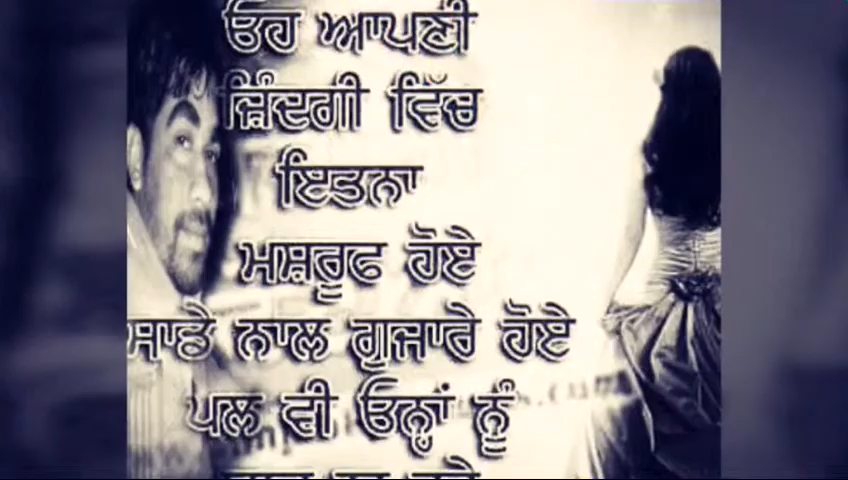 ਓਹ ਆਪਣੀ
ਜ਼ਿੰਦਗੀ ਵਿੱਚ
ਇਤਨਾ
ਮਸ਼ਰੂਫ ਹੋਏ
ਸਾਡੇ ਨਾਲ ਗੁਜਾਰੇ ਹੋਏ
ਪਲ ਵੀ ਓਨ੍ਹਾਂ ਨੂੰ